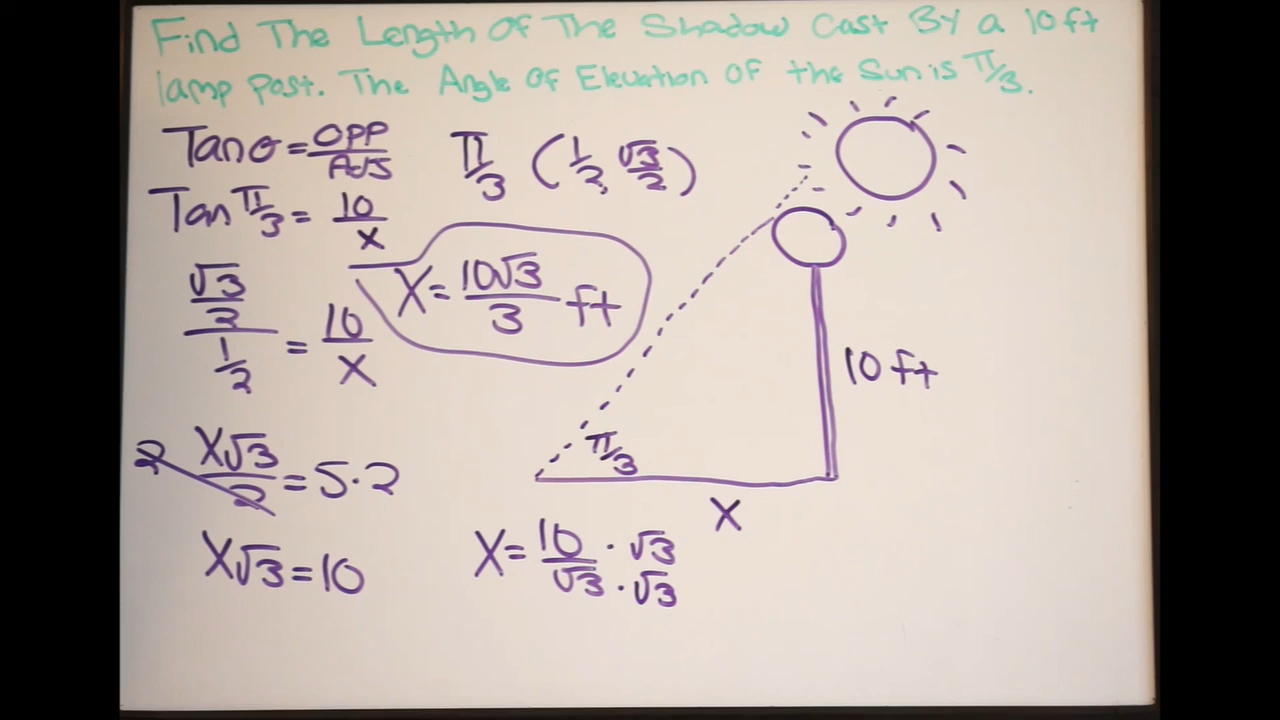 Find The Length Of The Shadow Cast By a 10 ft
lamp post. The Angle Of Elevation Of the Sun is π/3.
Tanθ = OPP/ADJ
π/3 (1/2, √3/2)
Tan π/3 = 10/x
√3/2 / 1/2 = 10/x
X = 10√3/3 ft
10 ft
π/3
x
2 x√3/2 = 5·2
x√3 = 10
X = 10/√3 · √3/√3